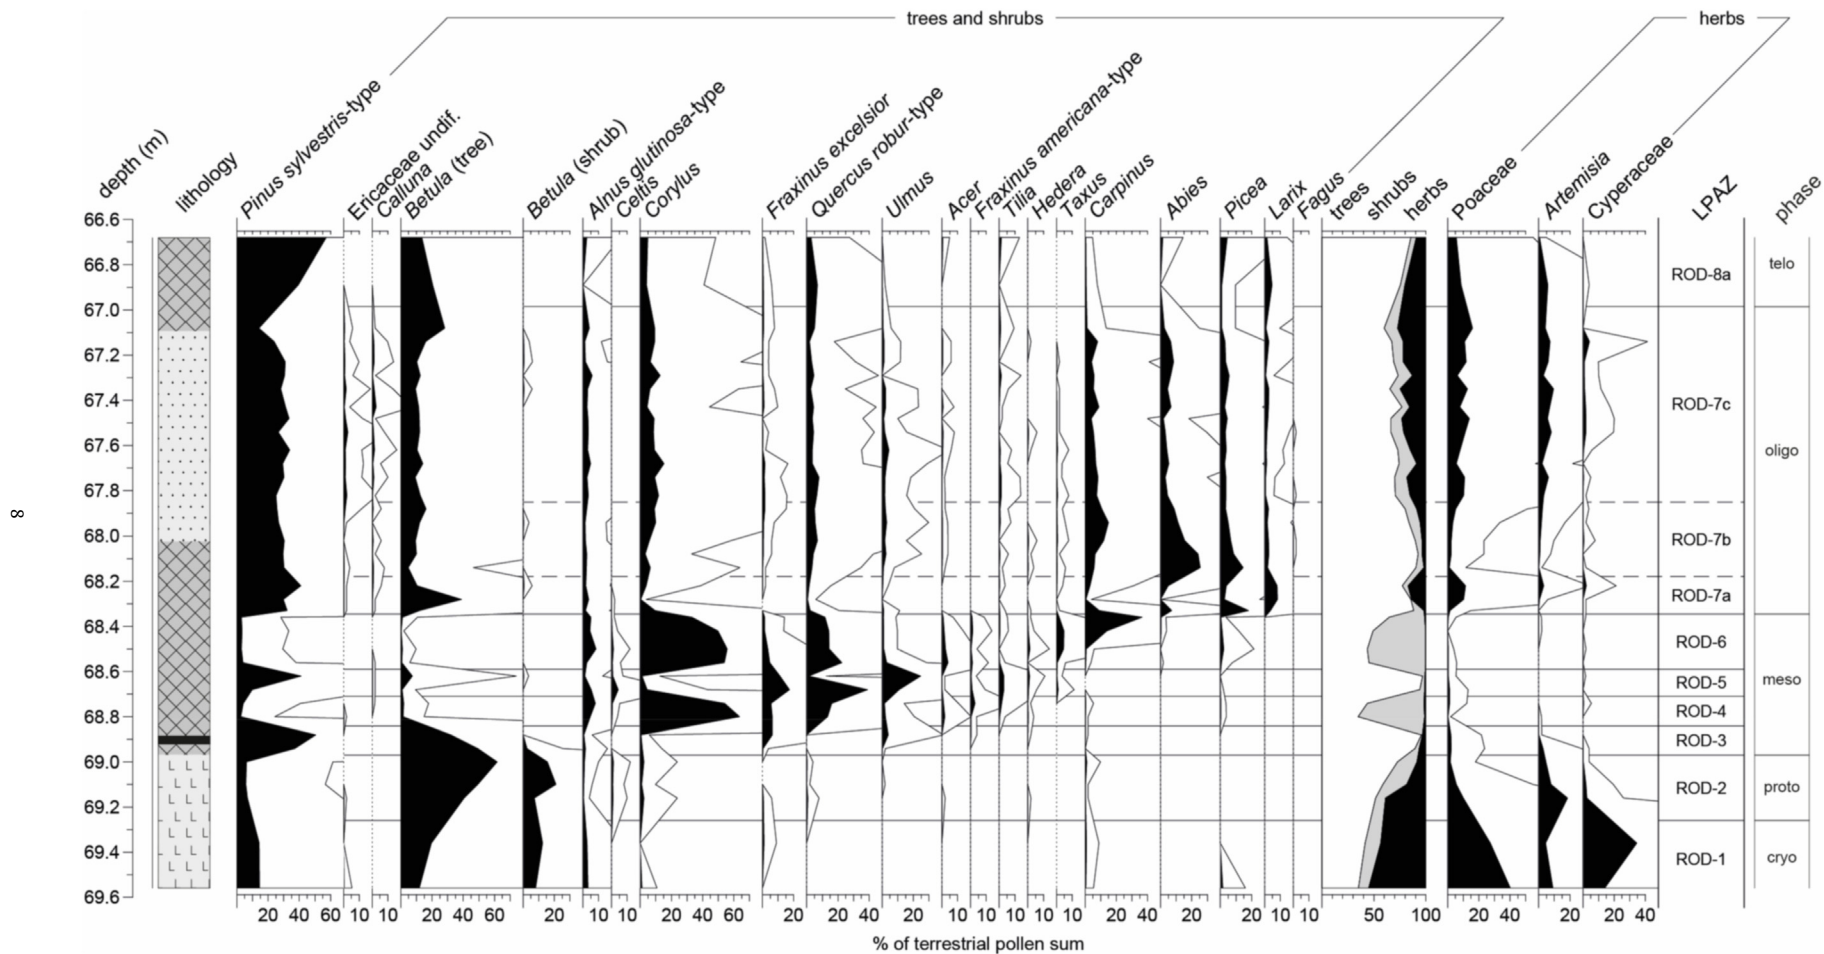 trees and shrubs
herbs
depth (m)
lithology
Pinus sylvestris-type
Ericaceae undif.
Calluna
Betula (tree)
Betula (shrub)
Alnus glutinosa-type
Celtis
Corylus
Fraxinus excelsior
Quercus robur-type
Ulmus
Acer
Fraxinus americana-type
Tilia
Hedera
Taxus
Carpinus
Abies
Picea
Larix
Fagus
trees
shrubs
herbs
Poaceae
Artemisia
Cyperaceae
LPAZ
phase
66.6
66.8
67.0
67.2
67.4
67.6
67.8
68.0
68.2
68.4
68.6
68.8
69.0
69.2
69.4
69.6
ROD-8a
ROD-7c
ROD-7b
ROD-7a
ROD-6
ROD-5
ROD-4
ROD-3
ROD-2
ROD-1
telo
oligo
meso
proto
cryo
20 40 60 10 10 20 40 60 20 10 10 20 40 60 20 20 40 20 10 10 10 10 10 20 40 20 20 10 10 50 100 20 40 20 20 40
% of terrestrial pollen sum
8